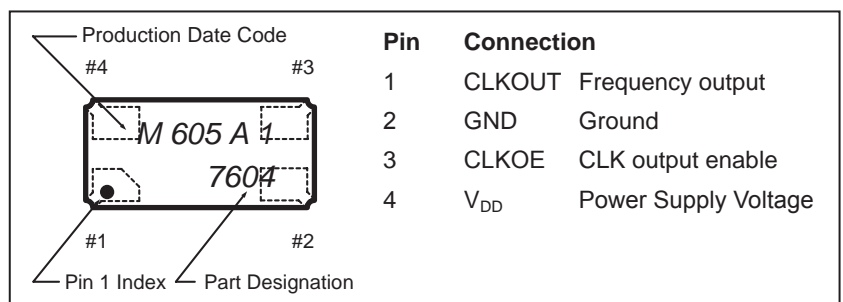 Production Date Code
#4 #3
M 605 A 1
7604
#1 #2
Pin 1 Index Part Designation
Pin Connection
1 CLKOUT Frequency output
2 GND Ground
3 CLKOE CLK output enable
4 VDD Power Supply Voltage